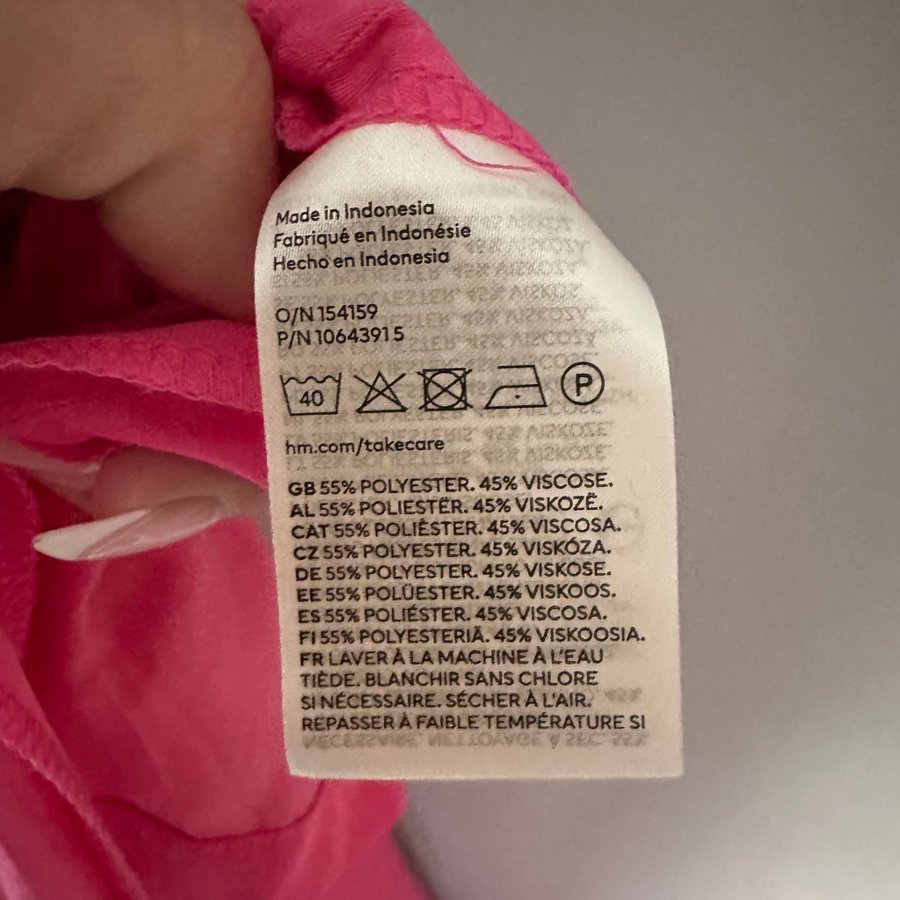 Made in Indonesia
Fabriqué en Indonésie
Hecho en Indonesia
O/N 154159
P/N 10643915
40 P
hm.com/takecare
GB 55% POLYESTER. 45% VISCOSE.
AL 55% POLIESTËR. 45% VISKOZË.
CAT 55% POLIÈSTER. 45% VISCOSA.
CZ 55% POLYESTER. 45% VISKÓZA.
DE 55% POLYESTER. 45% VISKOSE.
EE 55% POLÜESTER. 45% VISKOOS.
ES 55% POLIÉSTER. 45% VISCOSA.
FI 55% POLYESTERIÄ. 45% VISKOOSIA.
FR LAVER À LA MACHINE À L'EAU
TIÈDE. BLANCHIR SANS CHLORE
SI NÉCESSAIRE. SÉCHER À L'AIR.
REPASSER À FAIBLE TEMPÉRATURE SI